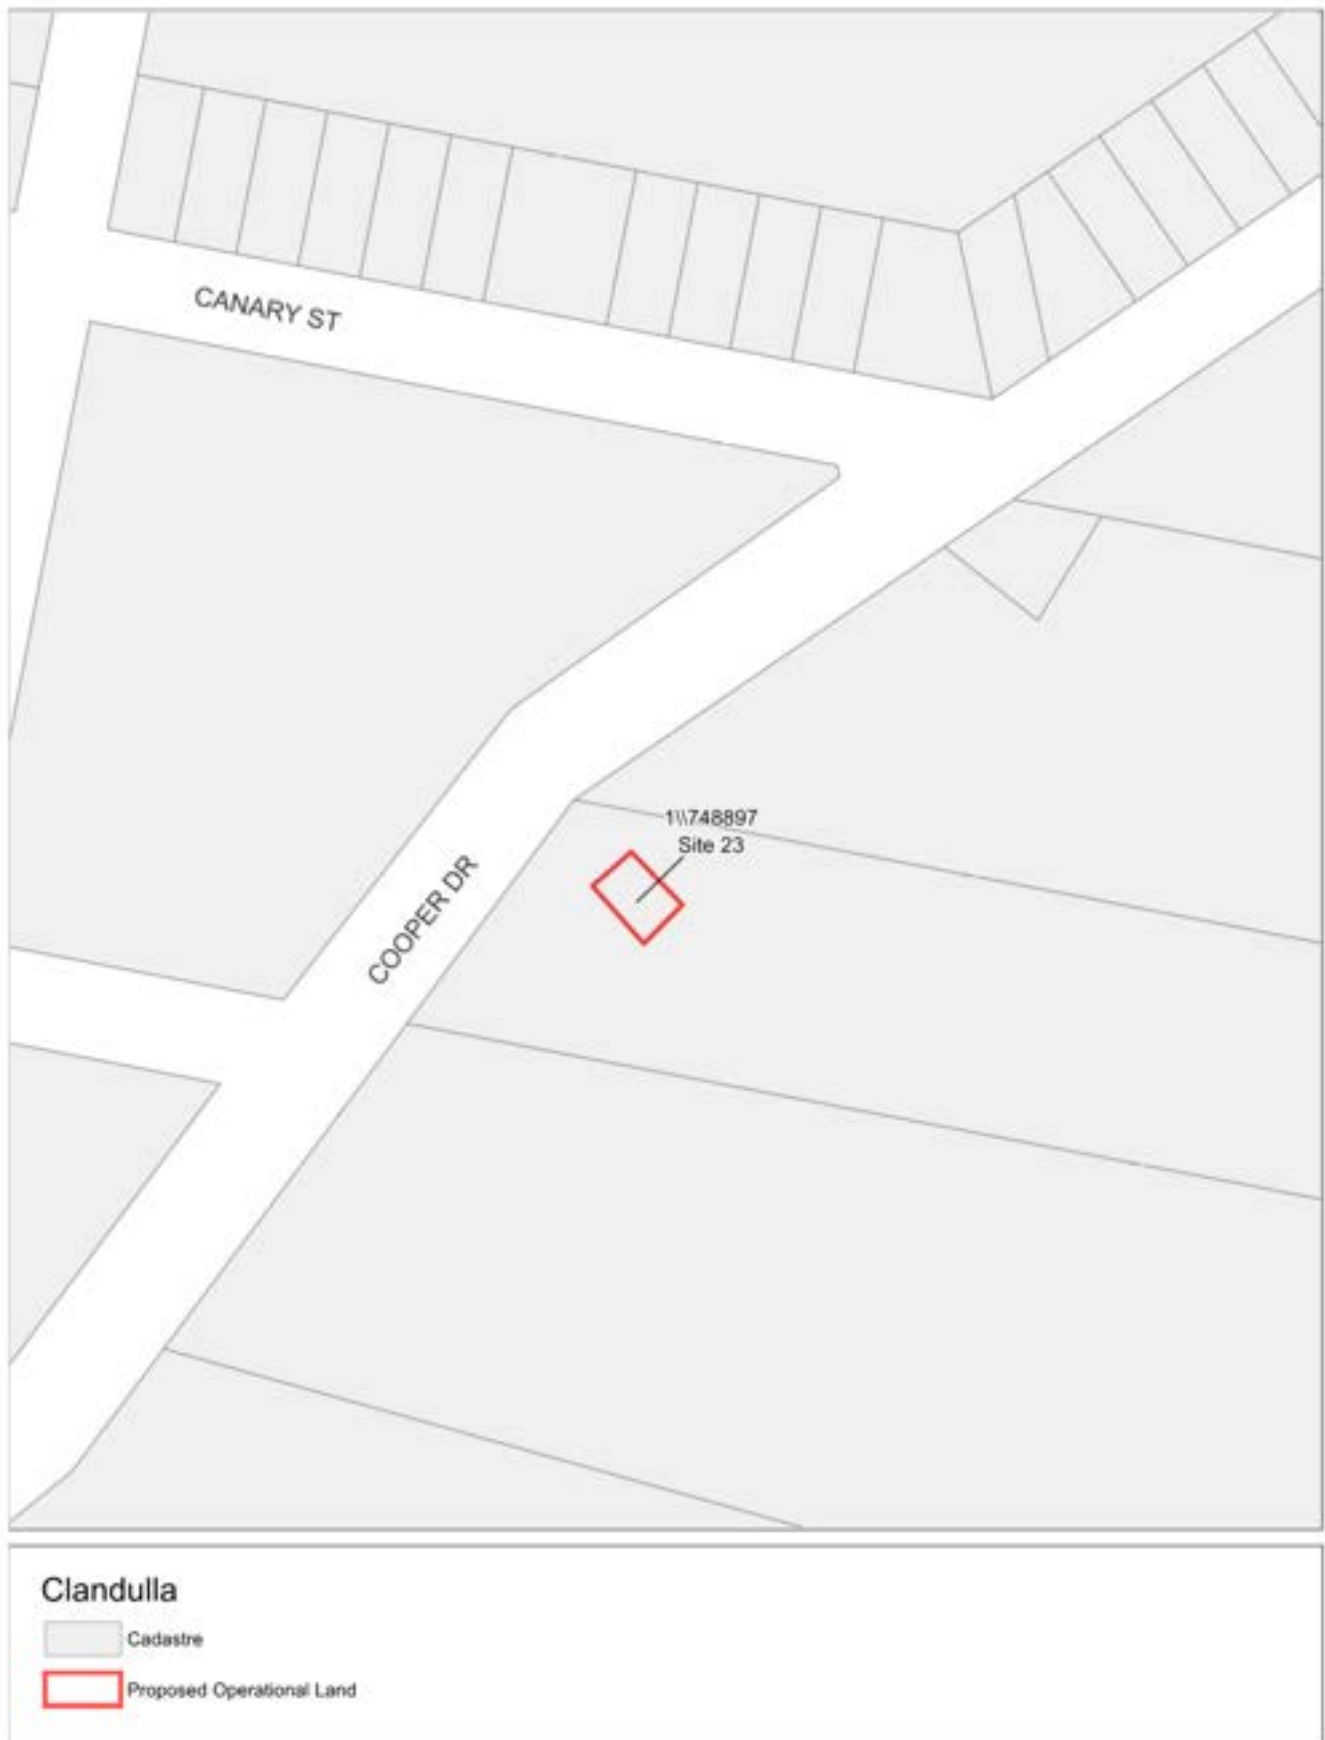 CANARY ST
1\\748897
Site 23
COOPER DR
Clandulla
Cadastre
Proposed Operational Land